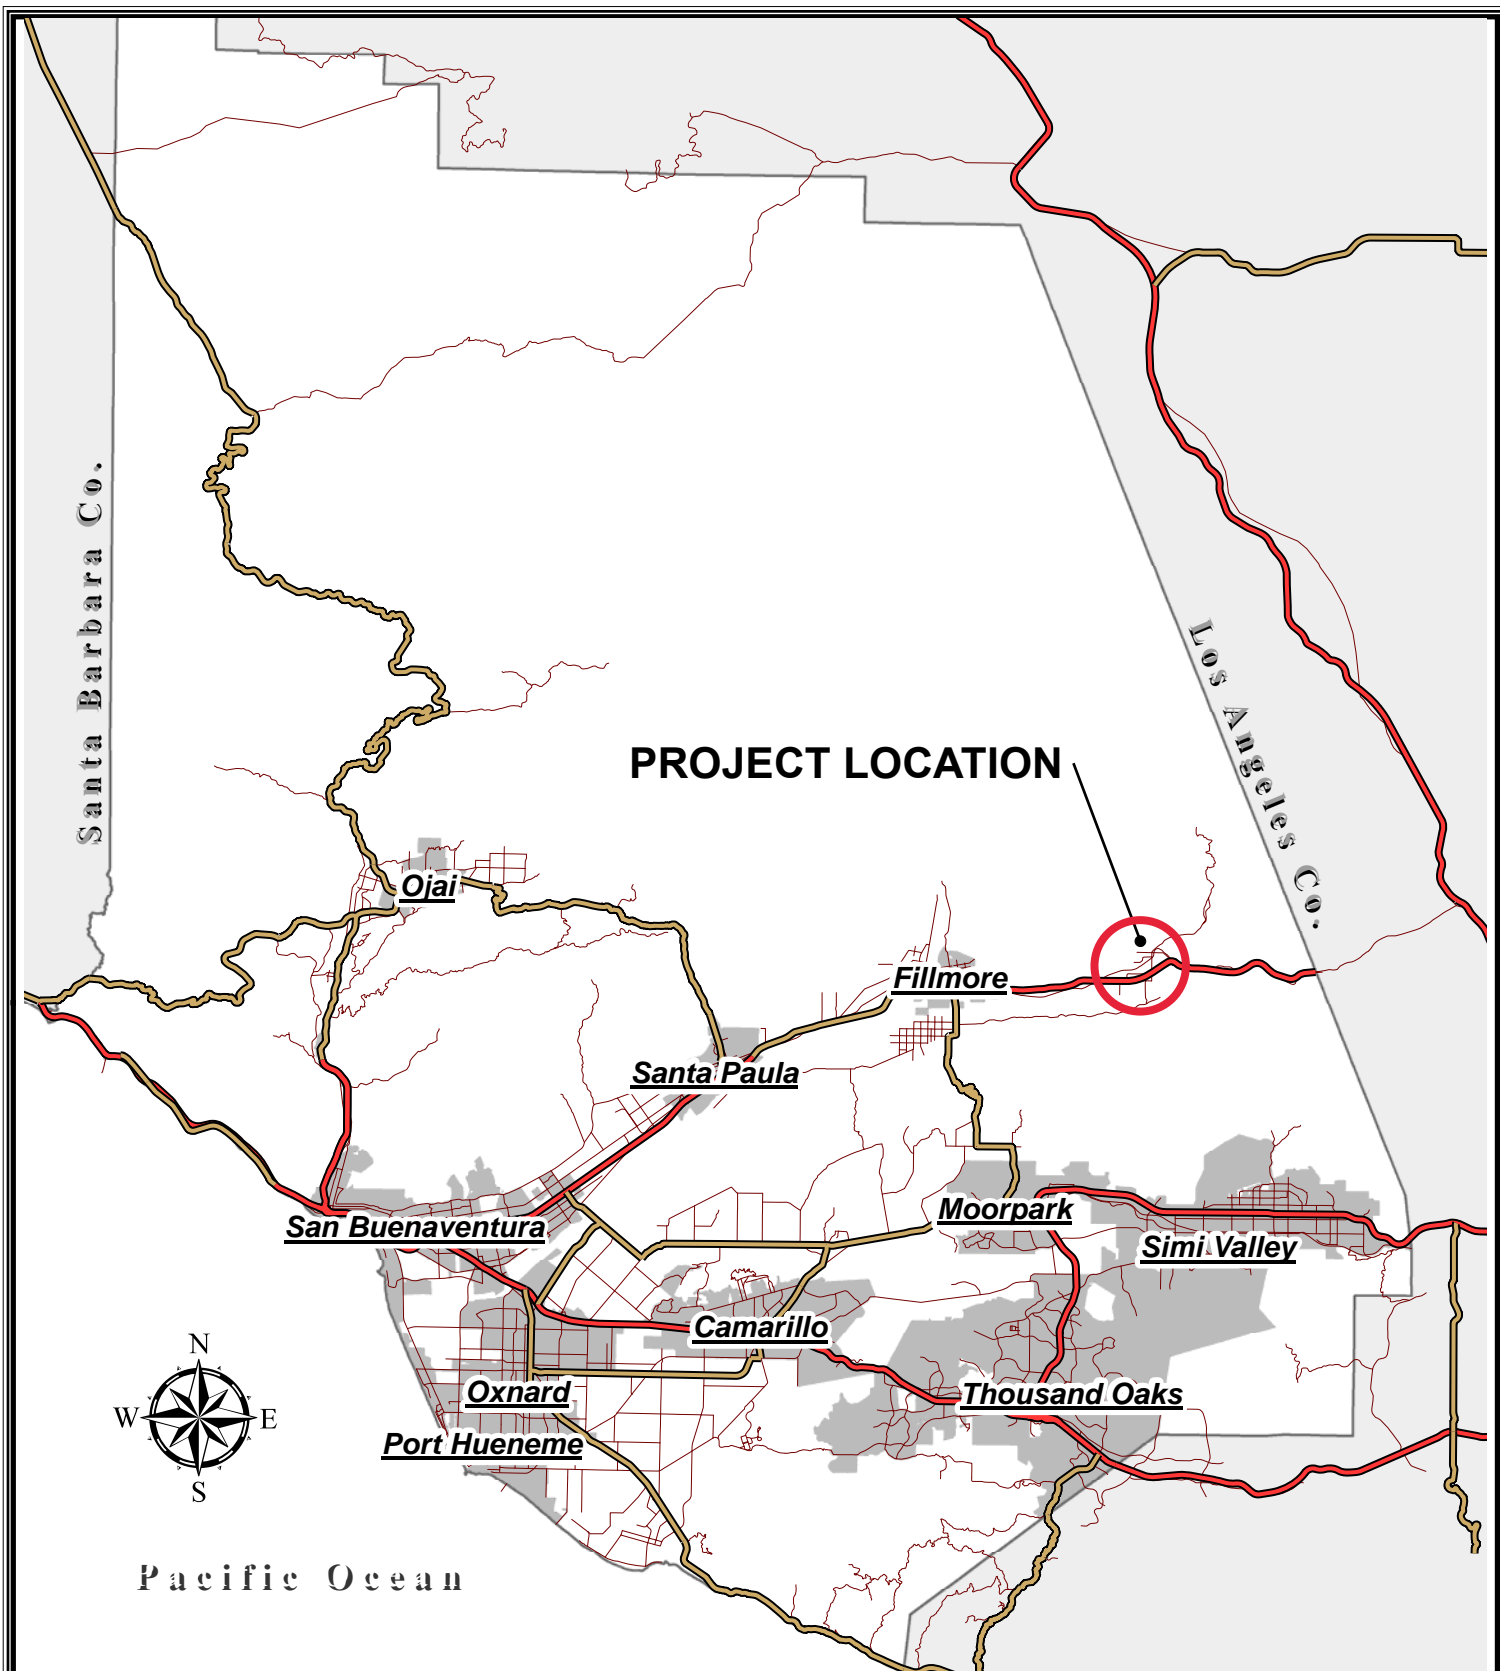 Santa Barbara Co.
Los Angeles Co.
PROJECT LOCATION
Ojai
Fillmore
Santa Paula
Moorpark
San Buenaventura
Simi Valley
Camarillo
Oxnard
Thousand Oaks
Port Hueneme
N
W
E
S
Pacific Ocean